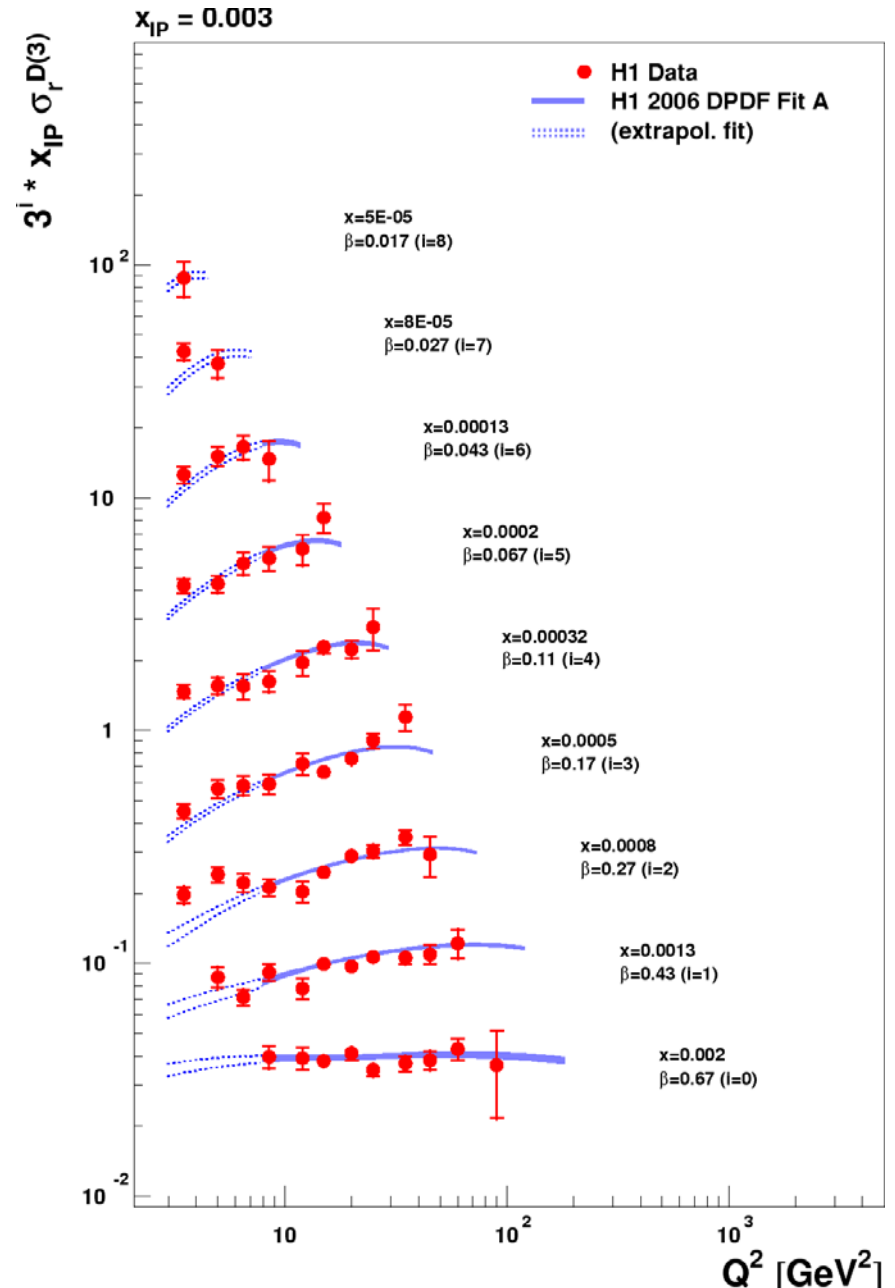 x_IP = 0.003
3^i * x_IP σ_r^D(3)
H1 Data
H1 2006 DPDF Fit A
(extrapol. fit)
x=5E-05
β=0.017 (i=8)
10^2
x=8E-05
β=0.027 (i=7)
x=0.00013
β=0.043 (i=6)
10
x=0.0002
β=0.067 (i=5)
x=0.00032
β=0.11 (i=4)
1
x=0.0005
β=0.17 (i=3)
x=0.0008
β=0.27 (i=2)
10^-1
x=0.0013
β=0.43 (i=1)
x=0.002
β=0.67 (i=0)
10^-2
10 10^2 10^3
Q^2 [GeV^2]